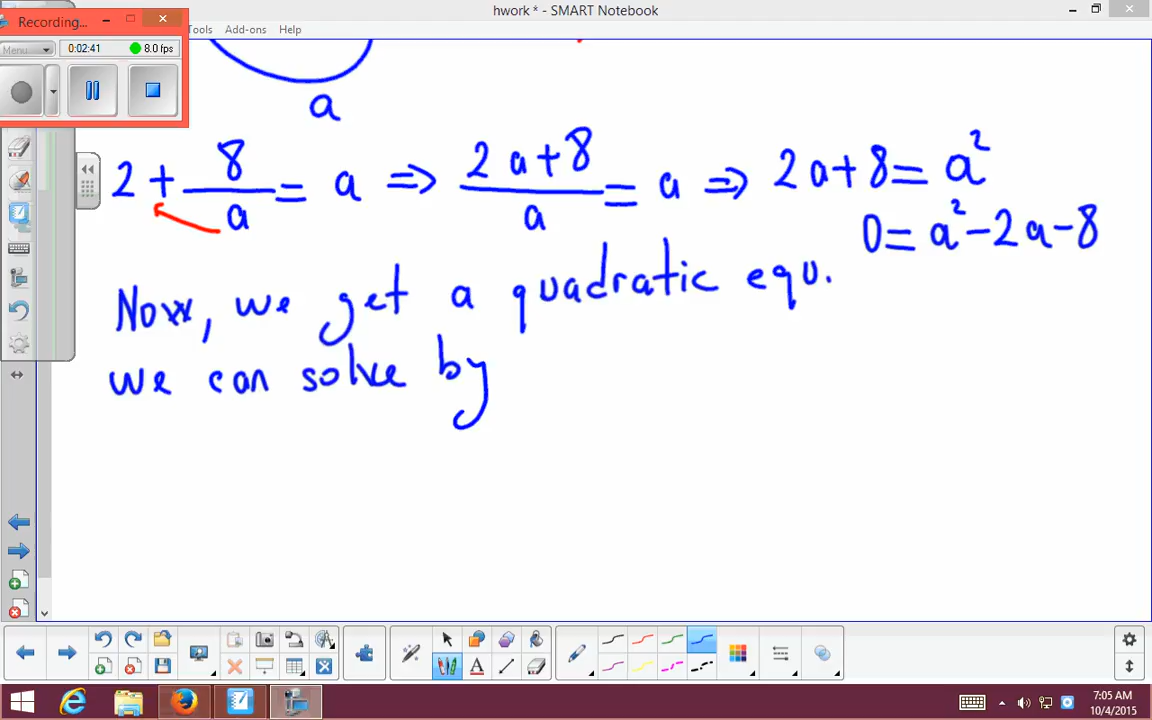 hwork * - SMART Notebook
Recording...
Tools Add-ons Help
Menu 0:02:41 8.0 fps
a
2 + 8/a = a ⇒ (2a+8)/a = a ⇒ 2a+8 = a²
0 = a² - 2a - 8
Now, we get a quadratic equ.
we can solve by
7:05 AM
10/4/2015